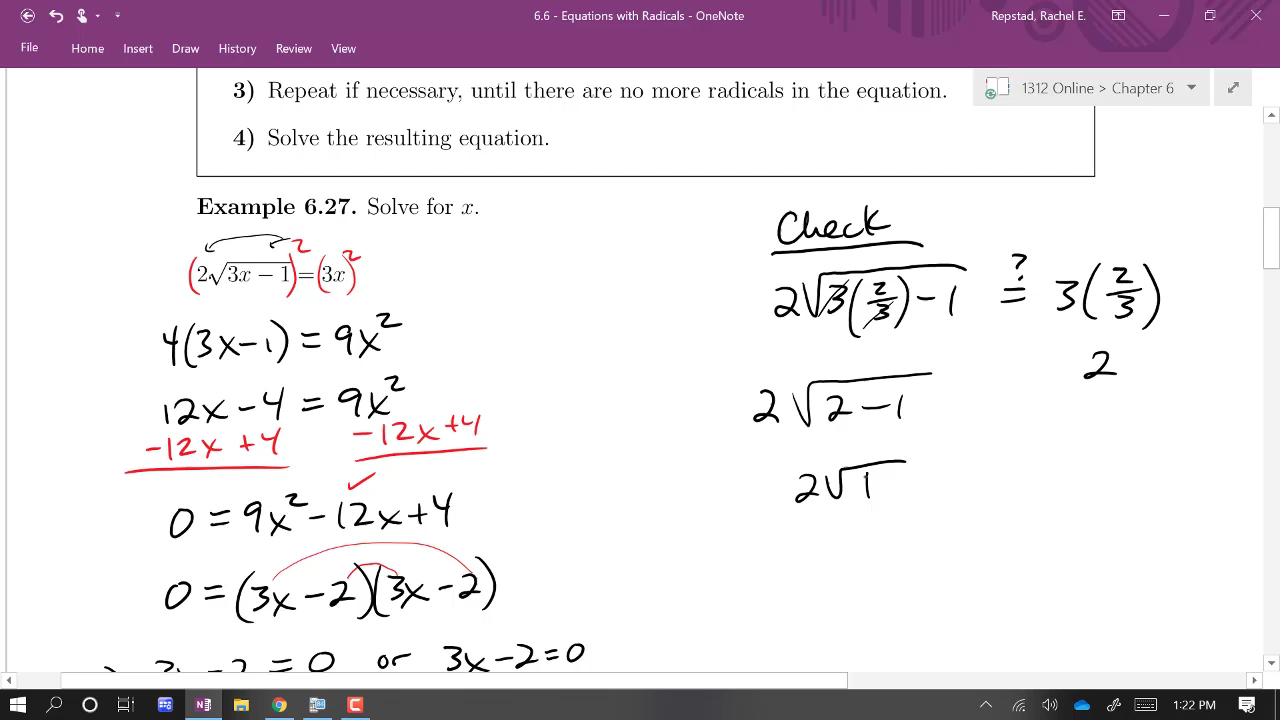 6.6 - Equations with Radicals - OneNote
Repstad, Rachel E.
File Home Insert Draw History Review View
1312 Online > Chapter 6
3) Repeat if necessary, until there are no more radicals in the equation.
4) Solve the resulting equation.
Example 6.27. Solve for x.
(2√(3x − 1))² = (3x)²
4(3x−1) = 9x²
12x −4 = 9x²
−12x +4 −12x +4
✓
0 = 9x² − 12x + 4
0 = (3x − 2)(3x − 2)
3x − 2 = 0 or 3x − 2 = 0
Check
2√(3(2/3) − 1) ?= 3(2/3)
2
2√(2 − 1)
2√1
1:22 PM